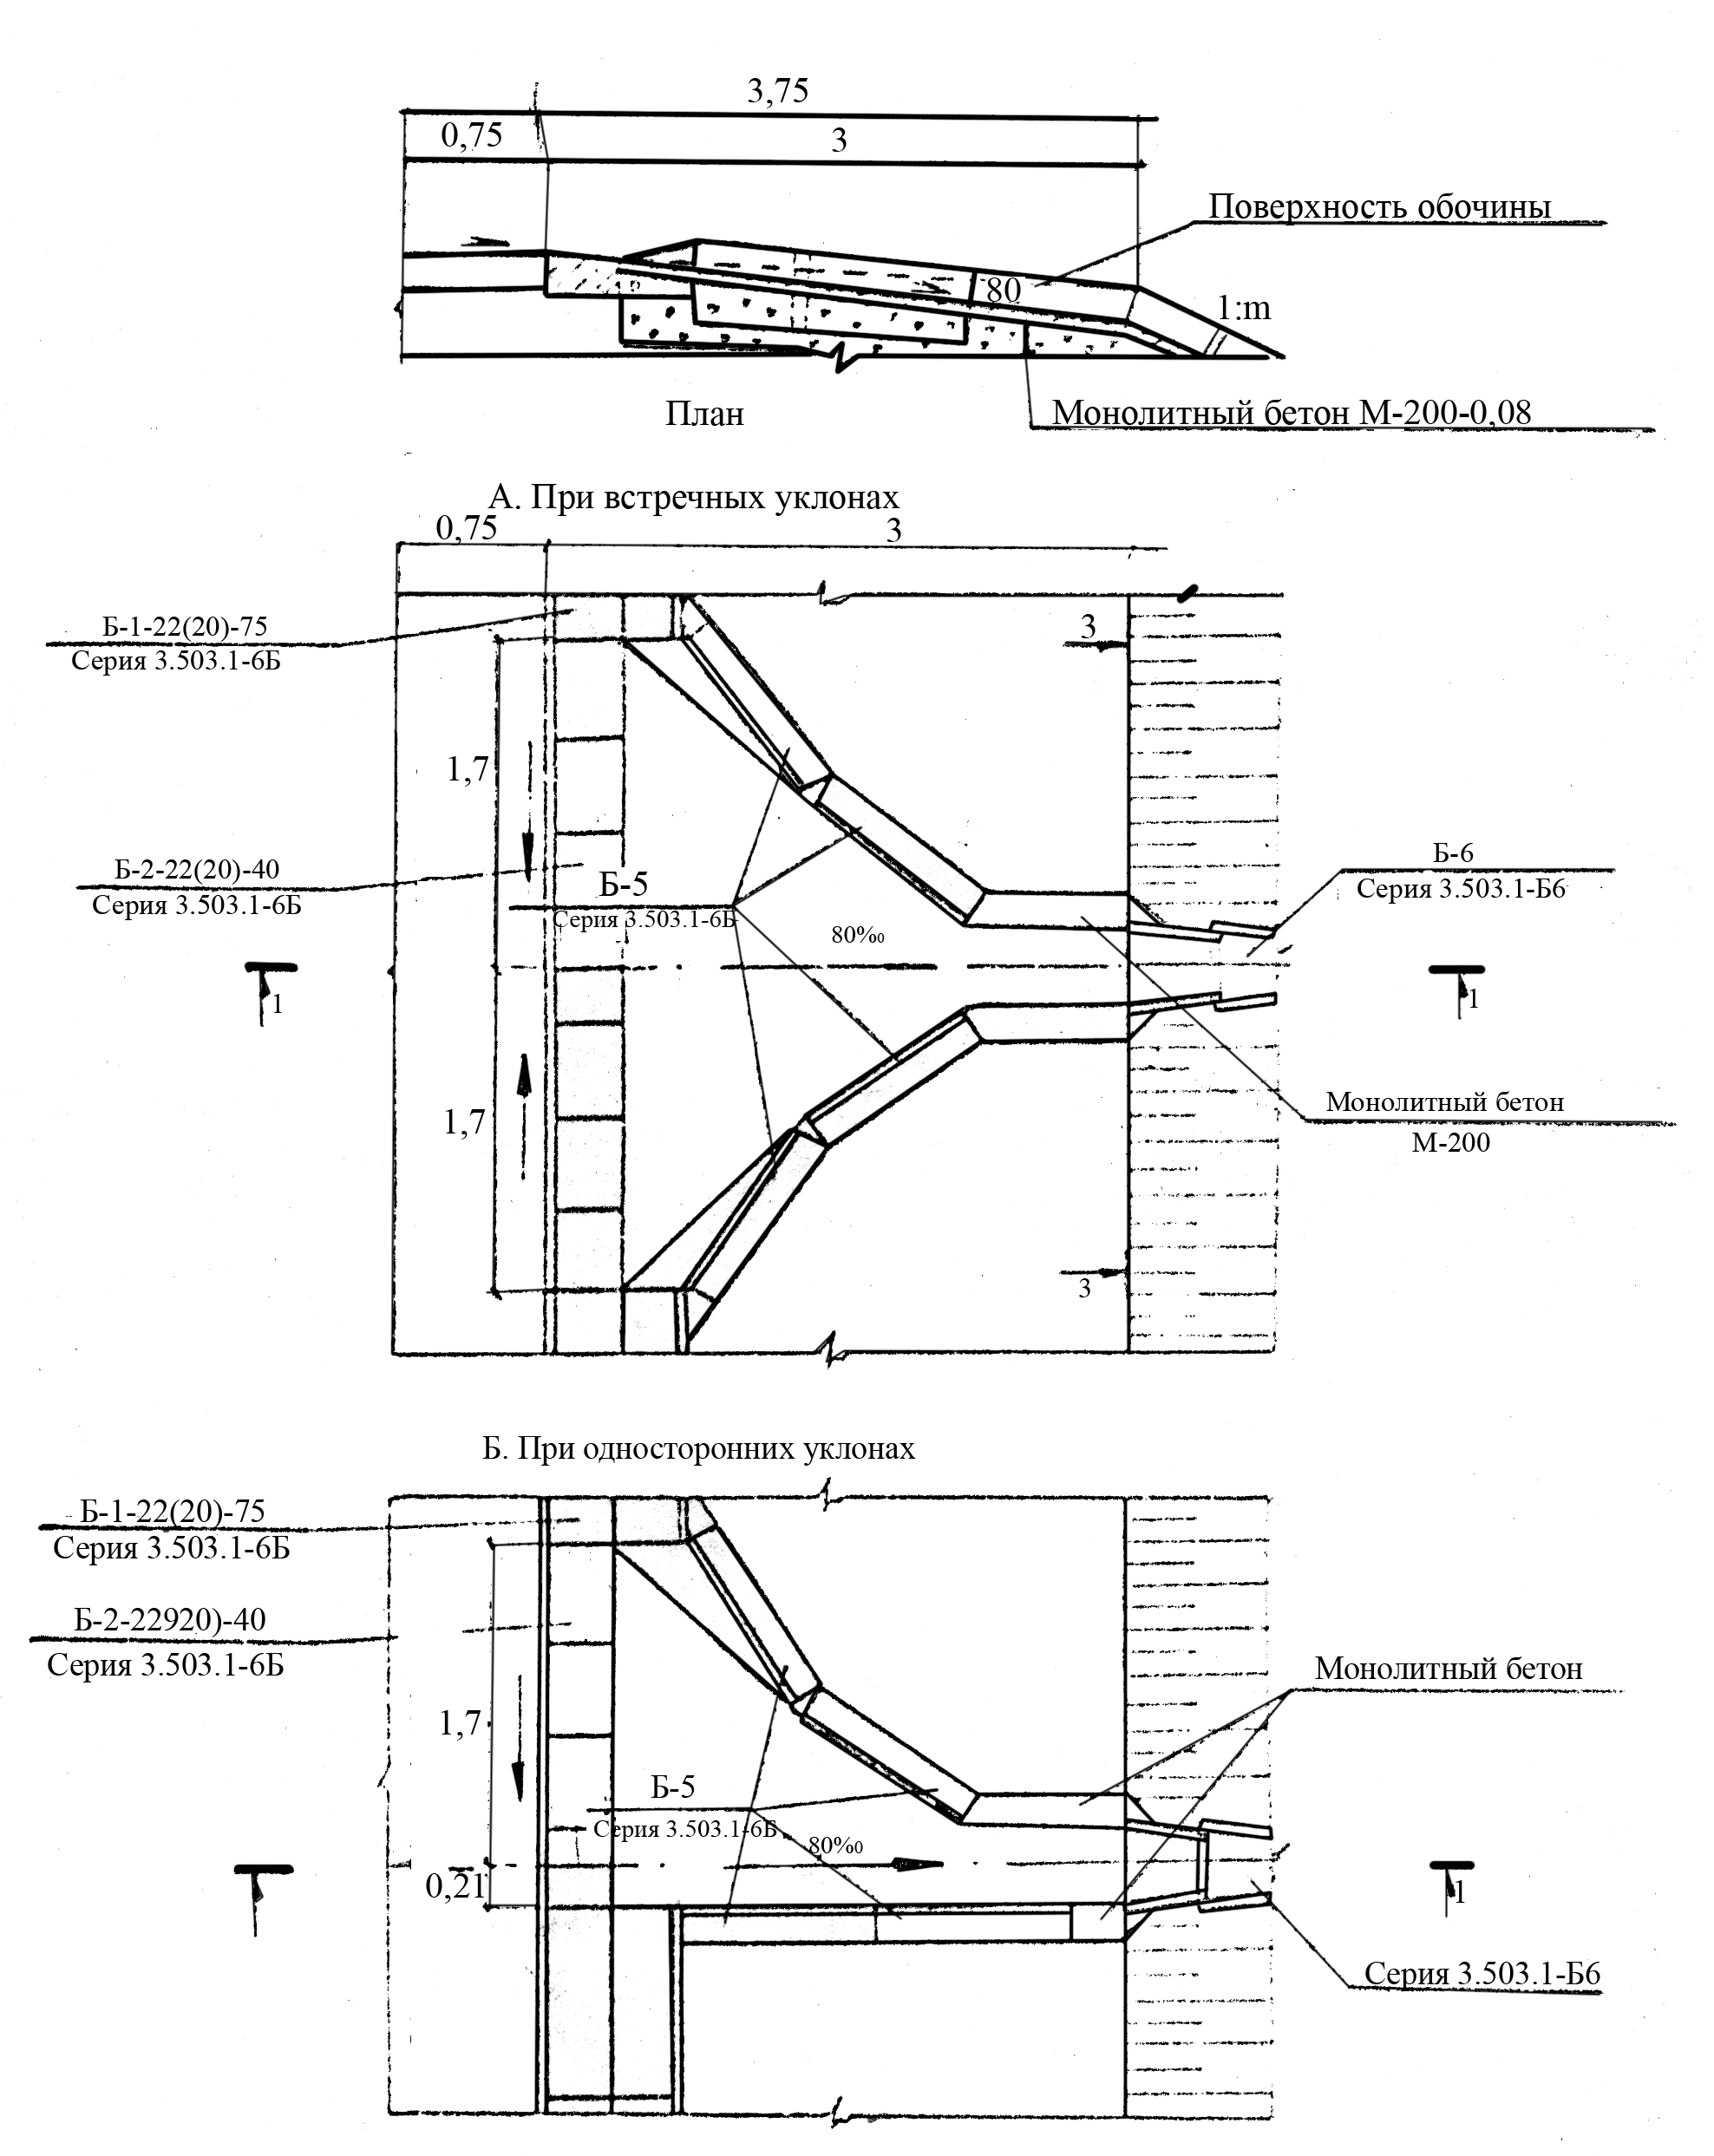 3,75
0,75
3
Поверхность обочины
80
1:m
Монолитный бетон М-200-0,08
План
А. При встречных уклонах
0,75
3
Б-1-22(20)-75
Серия 3.503.1-6Б
3
1,7
Б-2-22(20)-40
Серия 3.503.1-6Б
Б-5
Серия 3.503.1-6Б
80‰
Б-6
Серия 3.503.1-Б6
1
1
1,7
Монолитный бетон
М-200
3
Б. При односторонних уклонах
Б-1-22(20)-75
Серия 3.503.1-6Б
Б-2-22920)-40
Серия 3.503.1-6Б
Монолитный бетон
1,7
Б-5
Серия 3.503.1-6Б
80‰
0,21
1
Серия 3.503.1-Б6